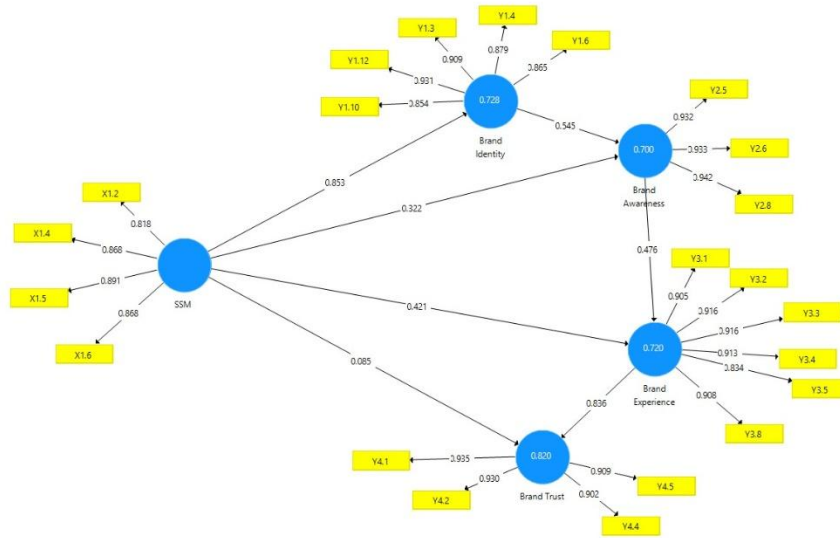 Y1.4
Y1.3
Y1.6
Y1.12
Y1.10
0.879
0.909
0.865
0.931
0.854
0.728
Brand
Identity
0.545
Y2.5
0.932
Y2.6
0.933
0.700
0.942
Y2.8
Brand
Awareness
0.853
0.322
X1.2
0.818
X1.4
0.868
0.891
X1.5
SSM
0.868
X1.6
0.476
0.421
0.085
Y3.1
Y3.2
0.905
0.916
Y3.3
0.916
0.720
0.913
Y3.4
0.834
Y3.5
Brand
Experience
0.908
Y3.8
0.836
Y4.1
0.935
0.820
0.930
0.909
Y4.5
Y4.2
Brand Trust
0.902
Y4.4